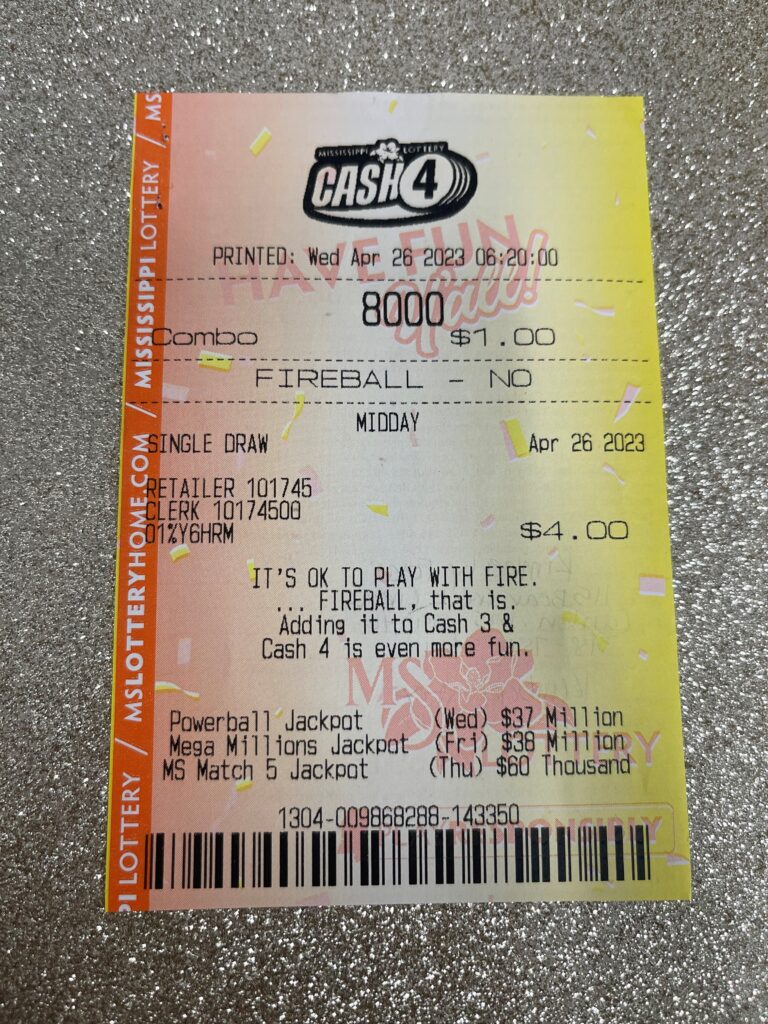 MISSISSIPPI LOTTERY
CASH 4
HAVE FUN
y'all!
PRINTED: Wed Apr 26 2023 06:20:00
8000
Combo $1.00
FIREBALL - NO
MIDDAY
SINGLE DRAW Apr 26 2023
RETAILER 101745
CLERK 10174500
01%Y6HRM $4.00
IT'S OK TO PLAY WITH FIRE.
... FIREBALL, that is.
Adding it to Cash 3 &
Cash 4 is even more fun.
MS
LOTTERY
Powerball Jackpot (Wed) $37 Million
Mega Millions Jackpot (Fri) $38 Million
MS Match 5 Jackpot (Thu) $60 Thousand
1304-009868288-143350
RESPONSIBLY
PI LOTTERY / MSLOTTERYHOME.COM / MISSISSIPPI LOTTERY / MS